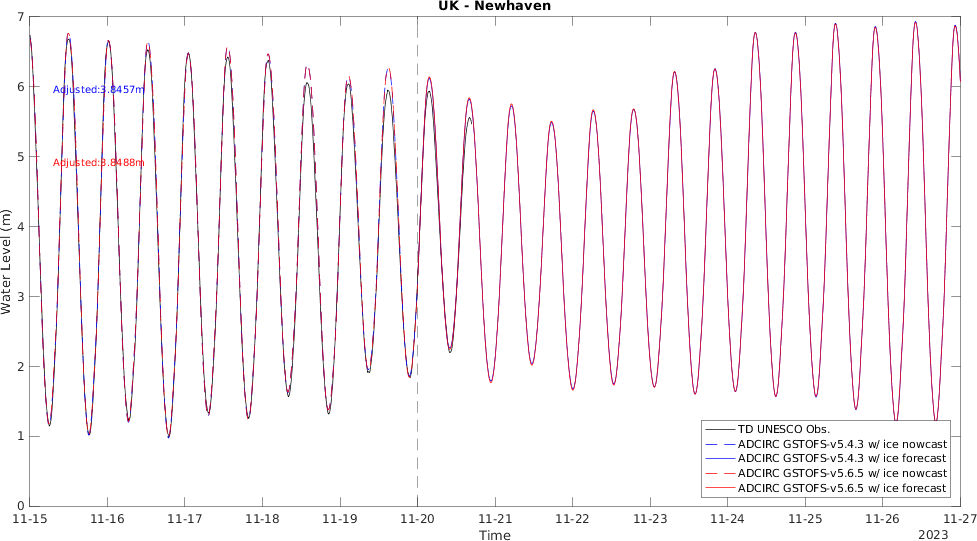 UK - Newhaven
7
6
5
4
3
2
1
0
Water Level (m)
Adjusted:3.8457m
Adjusted:3.8488m
TD UNESCO Obs.
ADCIRC GSTOFS-v5.4.3 w/ ice nowcast
ADCIRC GSTOFS-v5.4.3 w/ ice forecast
ADCIRC GSTOFS-v5.6.5 w/ ice nowcast
ADCIRC GSTOFS-v5.6.5 w/ ice forecast
11-15 11-16 11-17 11-18 11-19 11-20 11-21 11-22 11-23 11-24 11-25 11-26 11-27
Time
2023